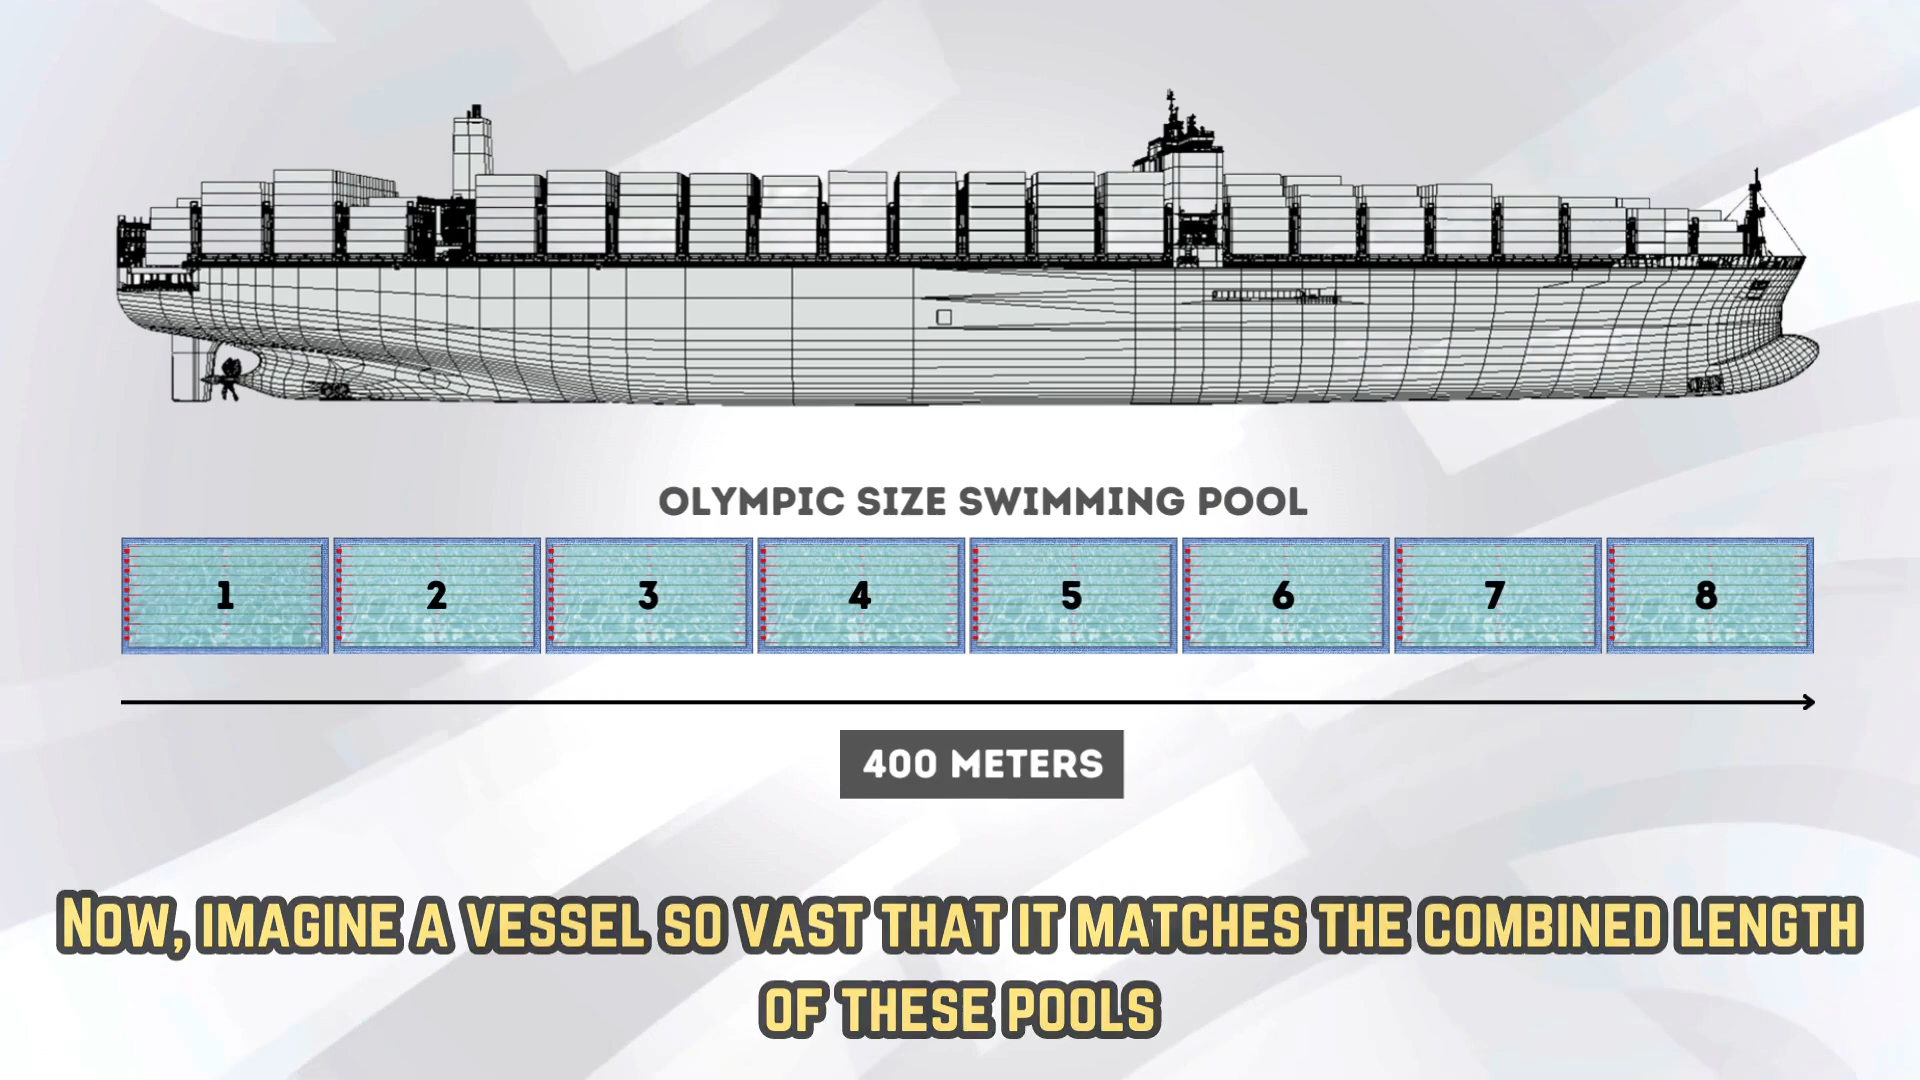 OLYMPIC SIZE SWIMMING POOL
1 2 3 4 5 6 7 8
400 METERS
NOW, IMAGINE A VESSEL SO VAST THAT IT MATCHES THE COMBINED LENGTH
OF THESE POOLS